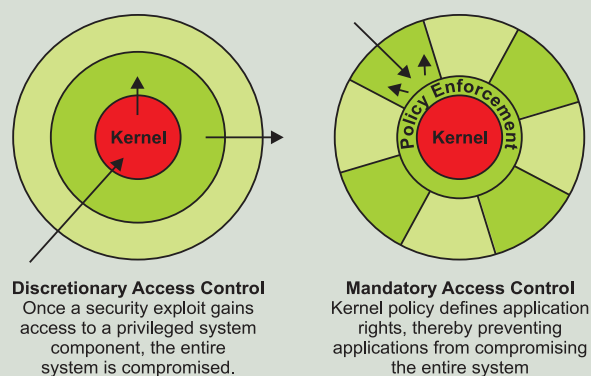 Kernel
Policy Enforcement
Kernel
Discretionary Access Control
Once a security exploit gains
access to a privileged system
component, the entire
system is compromised.
Mandatory Access Control
Kernel policy defines application
rights, thereby preventing
applications from compromising
the entire system